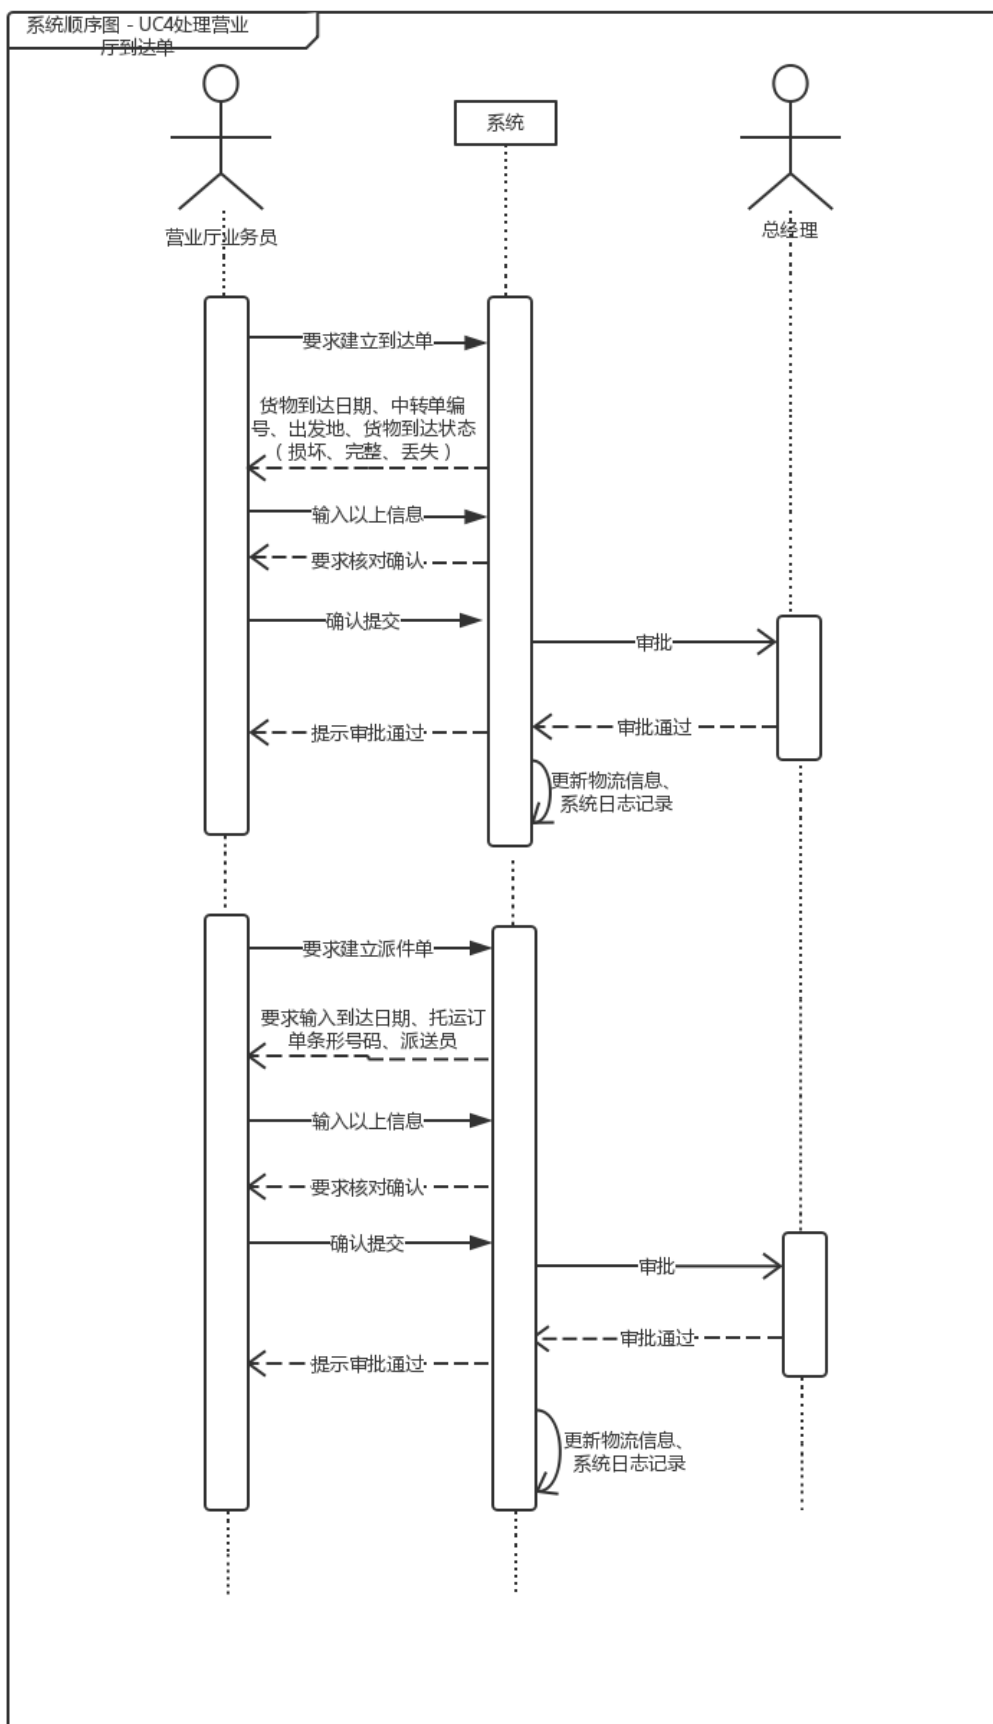 系统顺序图 - UC4处理营业
厅到达单
系统
营业厅业务员
总经理
要求建立到达单
货物到达日期、中转单编
号、出发地、货物到达状态
（损坏、完整、丢失）
输入以上信息
要求核对确认
确认提交
审批
审批通过
提示审批通过
更新物流信息、
系统日志记录
要求建立派件单
要求输入到达日期、托运订
单条形号码、派送员
输入以上信息
要求核对确认
确认提交
审批
审批通过
提示审批通过
更新物流信息、
系统日志记录